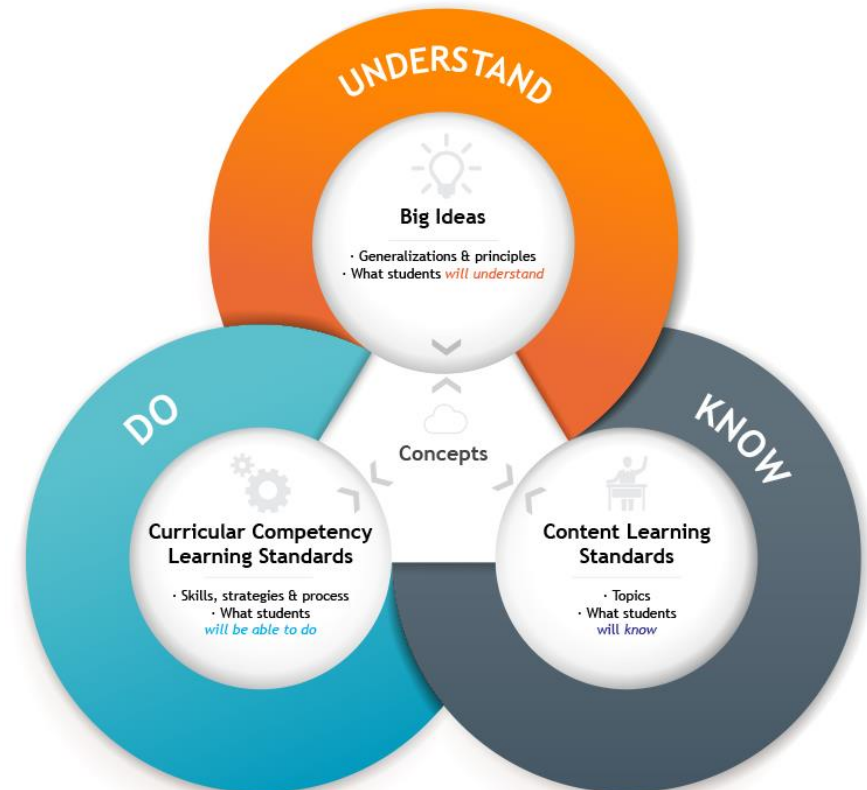 UNDERSTAND
Big Ideas
· Generalizations & principles
· What students will understand
DO
KNOW
Concepts
Curricular Competency
Learning Standards
· Skills, strategies & process
· What students
will be able to do
Content Learning
Standards
· Topics
· What students
will know